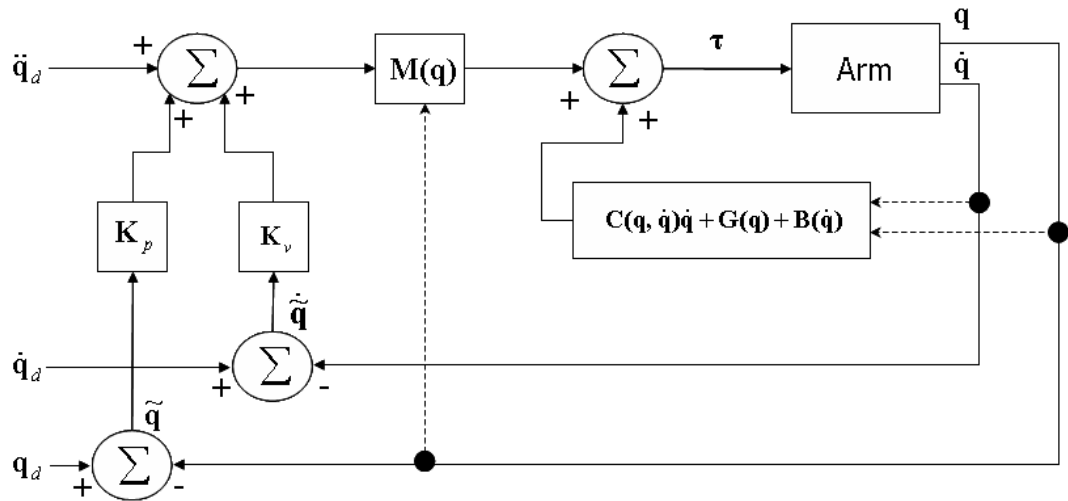 q
+
q̈_d
+
+
Σ
M(q)
+
+
Σ
τ
Arm
q̇
K_p
K_v
C(q, q̇)q̇ + G(q) + B(q̇)
q̃̇
q̇_d
+
Σ
-
q̃
q_d
+
Σ
-